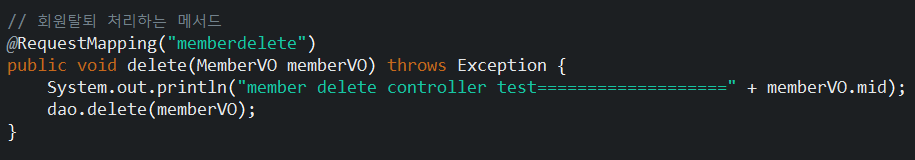 // 회원탈퇴 처리하는 메서드
@RequestMapping("memberdelete")
public void delete(MemberVO memberVO) throws Exception {
    System.out.println("member delete controller test===================" + memberVO.mid);
    dao.delete(memberVO);
}